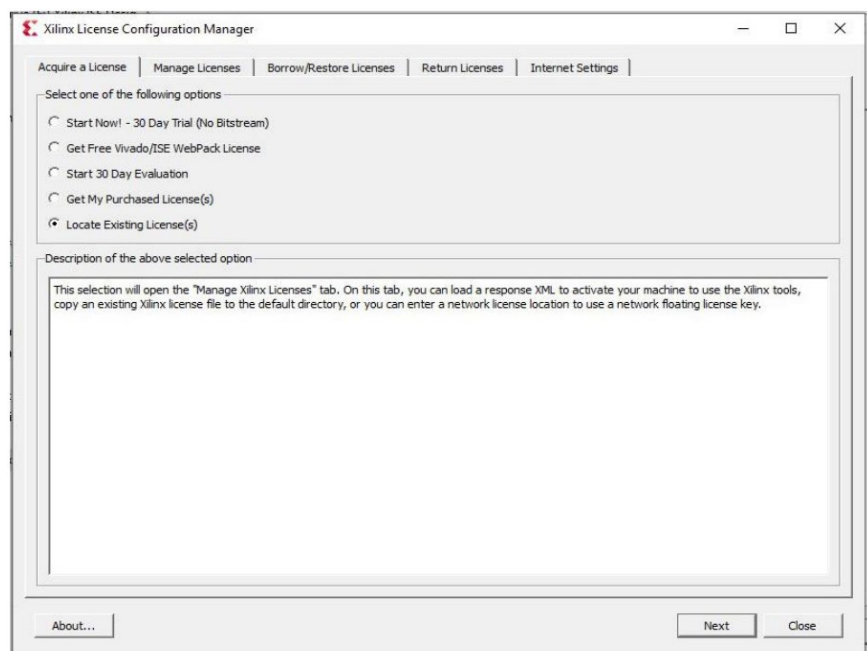 Xilinx License Configuration Manager
Acquire a License
Manage Licenses
Borrow/Restore Licenses
Return Licenses
Internet Settings
Select one of the following options
Start Now! - 30 Day Trial (No Bitstream)
Get Free Vivado/ISE WebPack License
Start 30 Day Evaluation
Get My Purchased License(s)
Locate Existing License(s)
Description of the above selected option
This selection will open the "Manage Xilinx Licenses" tab. On this tab, you can load a response XML to activate your machine to use the Xilinx tools,
copy an existing Xilinx license file to the default directory, or you can enter a network license location to use a network floating license key.
About...
Next
Close